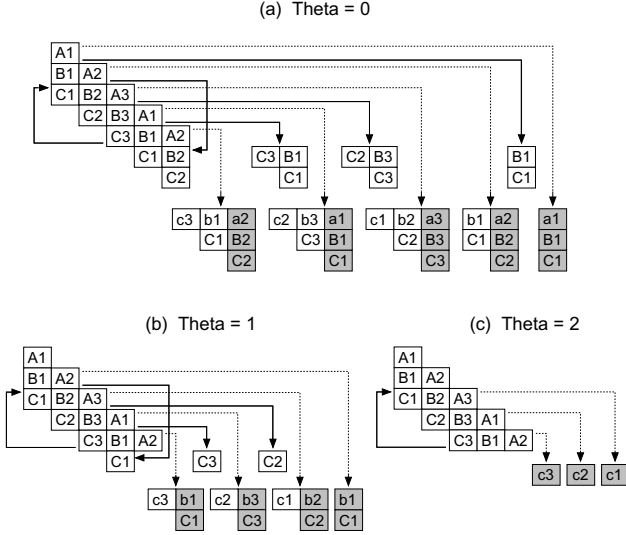 (a) Theta = 0
A1
B1 A2
C1 B2 A3
C2 B3 A1
C3 B1 A2
C1 B2
C2
C3 B1
C1
C2 B3
C3
B1
C1
c3 b1 a2
C1 B2
C2
c2 b3 a1
C3 B1
C1
c1 b2 a3
C2 B3
C3
b1 a2
C1 B2
C2
a1
B1
C1
(b) Theta = 1
A1
B1 A2
C1 B2 A3
C2 B3 A1
C3 B1 A2
C1
C3
C2
c3 b1
C1
c2 b3
C3
c1 b2
C2
b1
C1
(c) Theta = 2
A1
B1 A2
C1 B2 A3
C2 B3 A1
C3 B1 A2
c3 c2 c1